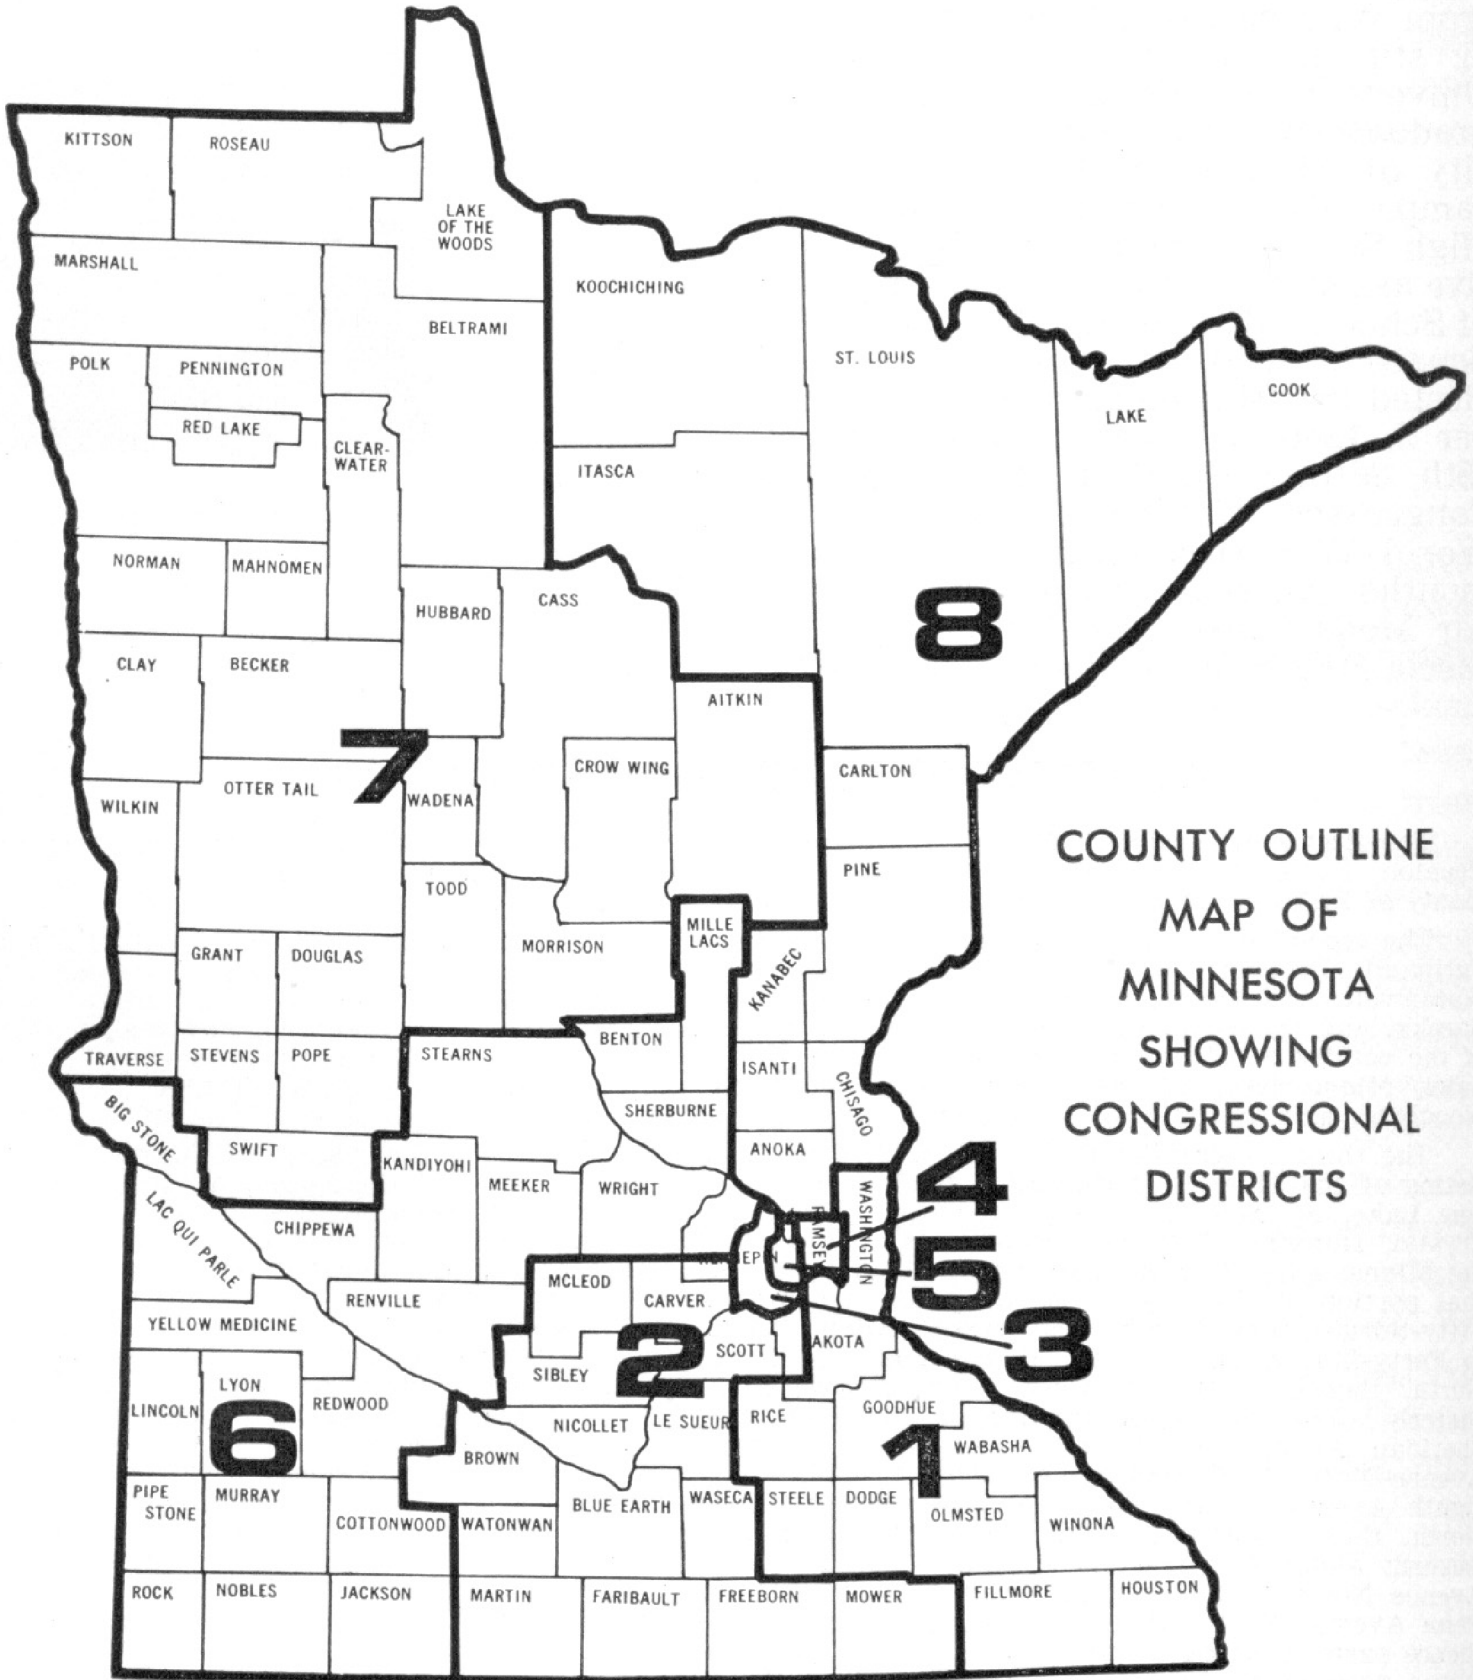 KITTSON
ROSEAU
LAKE
OF THE
WOODS
MARSHALL
KOOCHICHING
BELTRAMI
ST. LOUIS
POLK
PENNINGTON
COOK
LAKE
RED LAKE
CLEAR-
WATER
ITASCA
NORMAN
MAHNOMEN
HUBBARD
CASS
8
CLAY
BECKER
AITKIN
7
OTTER TAIL
WILKIN
WADENA
CROW WING
CARLTON
COUNTY OUTLINE
MAP OF
MINNESOTA
SHOWING
CONGRESSIONAL
DISTRICTS
PINE
TODD
MORRISON
MILLE
LACS
KANABEC
GRANT
DOUGLAS
BENTON
TRAVERSE
STEVENS
POPE
STEARNS
ISANTI
CHISAGO
BIG STONE
SHERBURNE
SWIFT
KANDIYOHI
ANOKA
MEEKER
WRIGHT
4
WASHINGTON
RAMSEY
LAC QUI PARLE
CHIPPEWA
5
MCLEOD
CARVER
RENVILLE
3
YELLOW MEDICINE
2
SCOTT
AKOTA
SIBLEY
LYON
LINCOLN
REDWOOD
6
NICOLLET
LE SUEUR
RICE
GOODHUE
1
WABASHA
BROWN
PIPE
STONE
MURRAY
COTTONWOOD
WATONWAN
BLUE EARTH
WASECA
STEELE
DODGE
OLMSTED
WINONA
ROCK
NOBLES
JACKSON
MARTIN
FARIBAULT
FREEBORN
MOWER
FILLMORE
HOUSTON